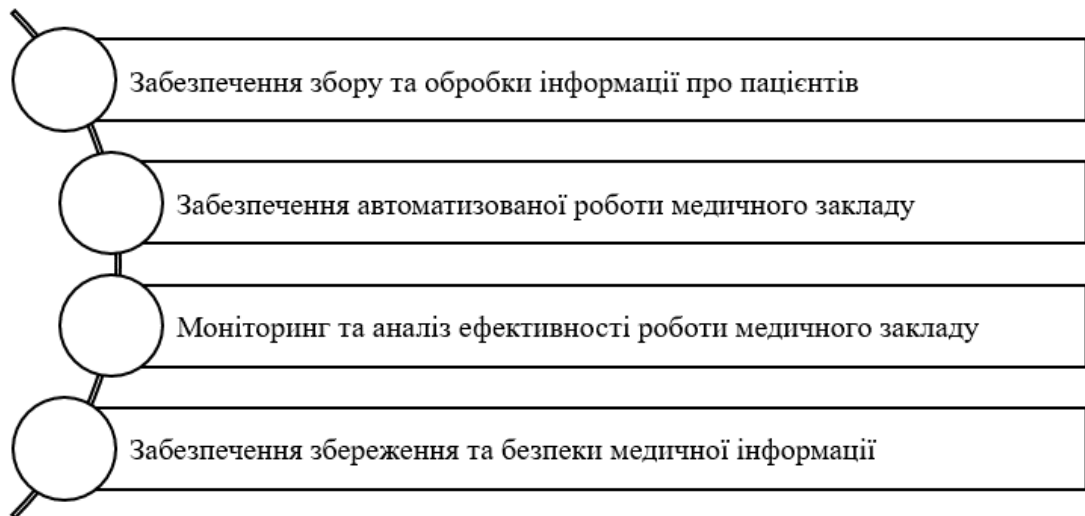 Забезпечення збору та обробки інформації про пацієнтів
Забезпечення автоматизованої роботи медичного закладу
Моніторинг та аналіз ефективності роботи медичного закладу
Забезпечення збереження та безпеки медичної інформації